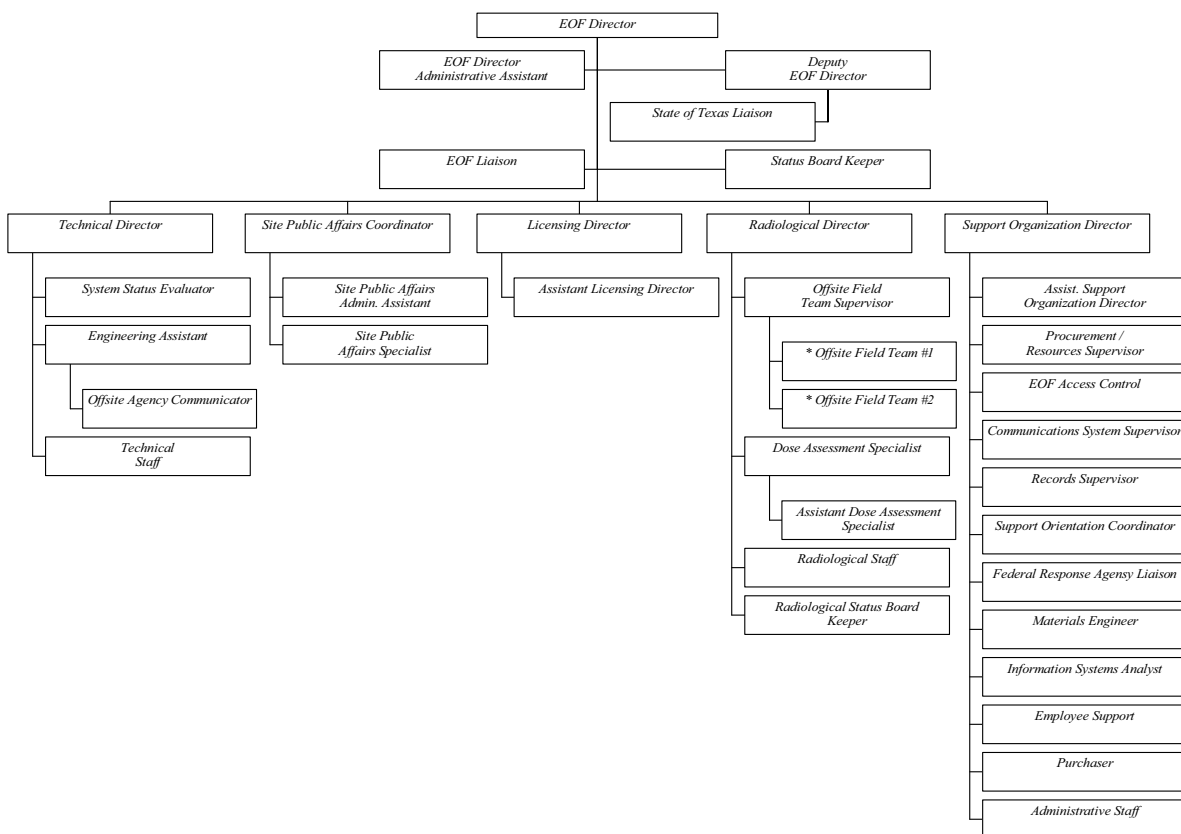 EOF Director
EOF Director
Administrative Assistant
Deputy
EOF Director
State of Texas Liaison
EOF Liaison
Status Board Keeper
Technical Director
Site Public Affairs Coordinator
Licensing Director
Radiological Director
Support Organization Director
System Status Evaluator
Engineering Assistant
Offsite Agency Communicator
Technical
Staff
Site Public Affairs
Admin. Assistant
Site Public
Affairs Specialist
Assistant Licensing Director
Offsite Field
Team Supervisor
* Offsite Field Team #1
* Offsite Field Team #2
Dose Assessment Specialist
Assistant Dose Assessment
Specialist
Radiological Staff
Radiological Status Board
Keeper
Assist. Support
Organization Director
Procurement /
Resources Supervisor
EOF Access Control
Communications System Supervisor
Records Supervisor
Support Orientation Coordinator
Federal Response Agensy Liaison
Materials Engineer
Information Systems Analyst
Employee Support
Purchaser
Administrative Staff